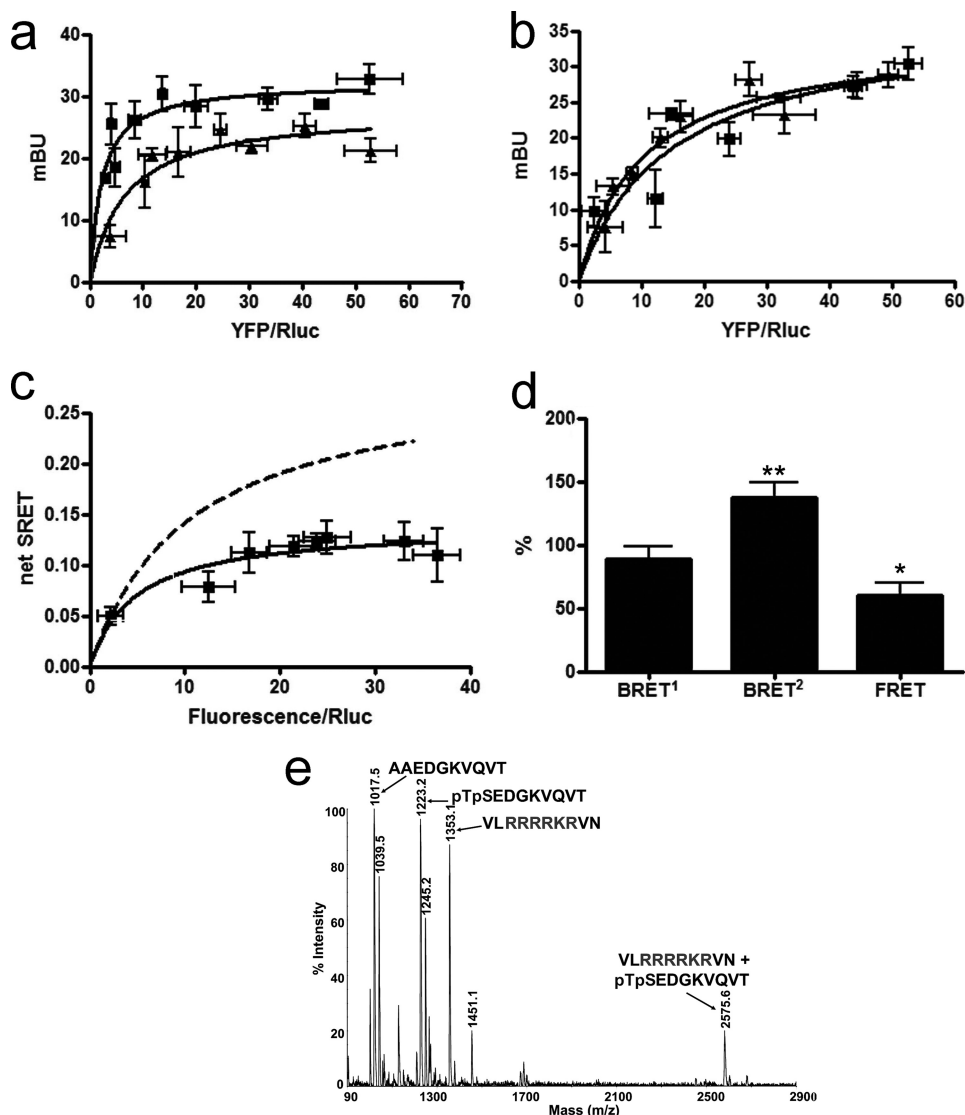 a
mBU
40
30
20
10
0
0 10 20 30 40 50 60 70
YFP/Rluc
b
mBU
35
30
25
20
15
10
5
0
0 10 20 30 40 50 60
YFP/Rluc
c
net SRET
0.25
0.20
0.15
0.10
0.05
0.00
0 10 20 30 40
Fluorescence/Rluc
d
%
200
150
100
50
0
**
*
BRET1 BRET2 FRET
e
% Intensity
100
80
60
40
20
0
1017.5
AAEDGKVQVT
1039.5
1223.2
pTpSEDGKVQVT
1245.2
1353.1
VLRRRRKRVN
1451.1
VLRRRRKRVN +
pTpSEDGKVQVT
2575.6
90 1300 1700 2100 2500 2900
Mass (m/z)